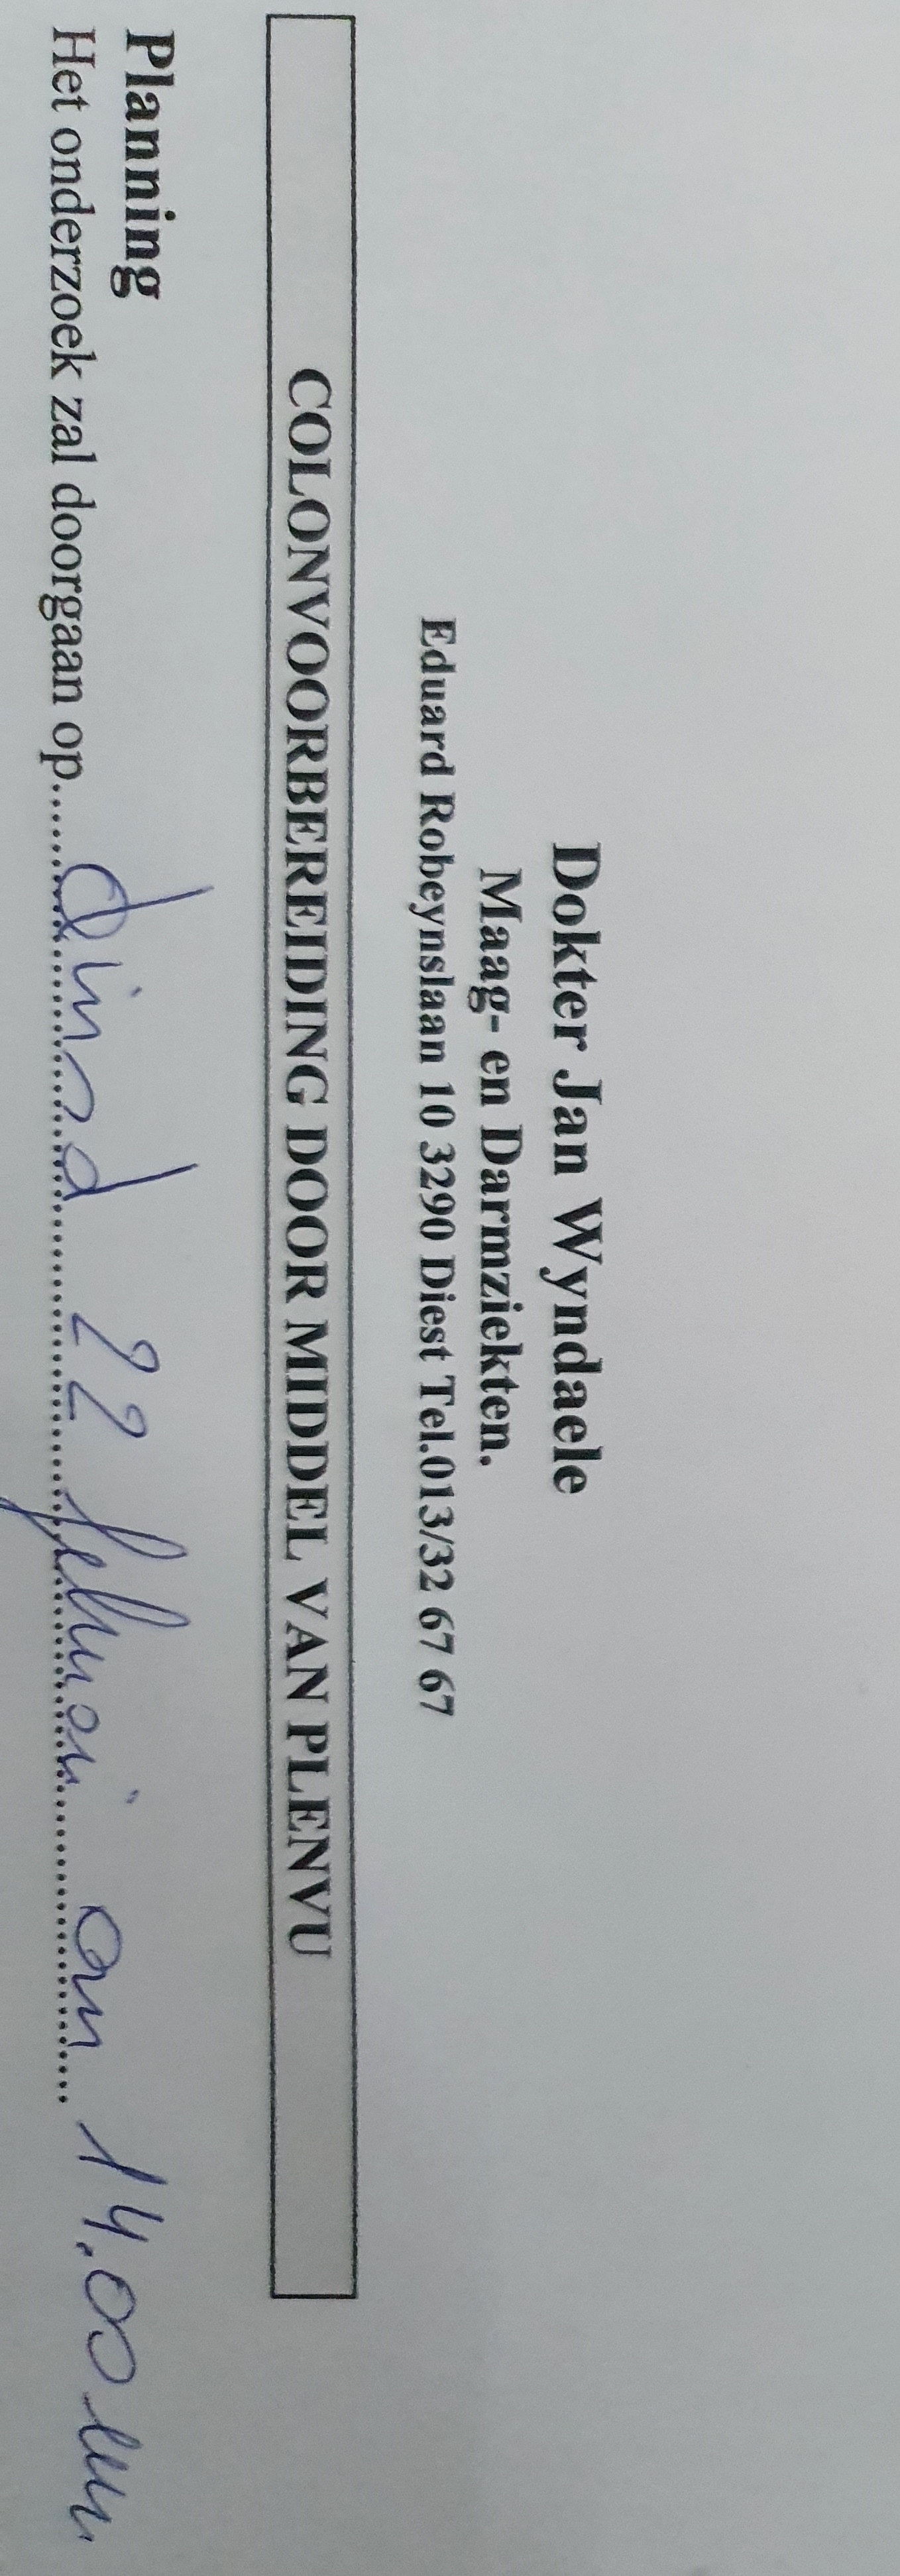 Dokter Jan Wyndaele
Maag- en Darmziekten.
Eduard Robeynslaan 10 3290 Diest Tel.013/32 67 67
COLONVOORBEREIDING DOOR MIDDEL VAN PLENVU
Planning
Het onderzoek zal doorgaan op.....dinsd 22 februari om 14.00 uur